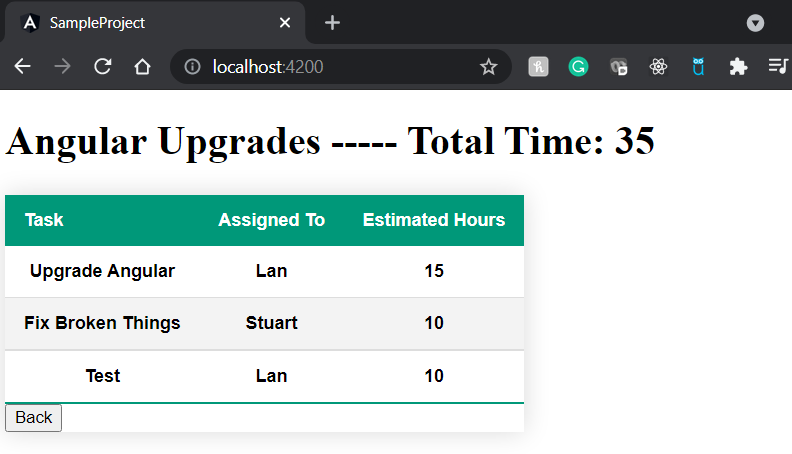 SampleProject
localhost:4200
Angular Upgrades ----- Total Time: 35
Task Assigned To Estimated Hours
Upgrade Angular Lan 15
Fix Broken Things Stuart 10
Test Lan 10
Back